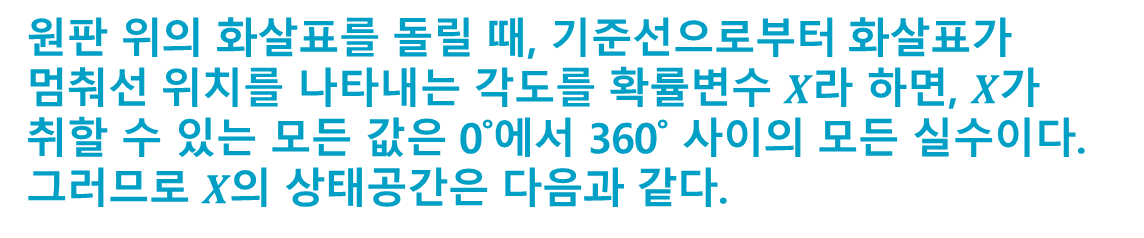 원판 위의 화살표를 돌릴 때, 기준선으로부터 화살표가
멈춰선 위치를 나타내는 각도를 확률변수 X라 하면, X가
취할 수 있는 모든 값은 0˚에서 360˚ 사이의 모든 실수이다.
그러므로 X의 상태공간은 다음과 같다.